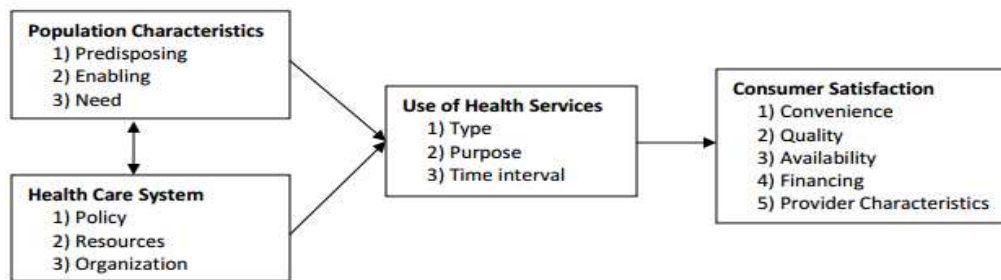 Population Characteristics
1) Predisposing
2) Enabling
3) Need
Health Care System
1) Policy
2) Resources
3) Organization
Use of Health Services
1) Type
2) Purpose
3) Time interval
Consumer Satisfaction
1) Convenience
2) Quality
3) Availability
4) Financing
5) Provider Characteristics